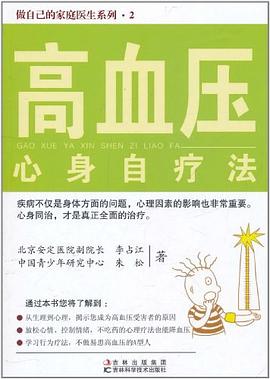 做自己的家庭医生系列·2
高血压
GAO XUE YA XIN SHEN ZI LIAO FA
心身自疗法
疾病不仅是身体方面的问题，心理因素的影响也非常重要。
心身同治，才是真正全面的治疗。
北京安定医院副院长 李占江
中国青少年研究中心 朱松
著
通过本书您将了解到：
从生理到心理，揭示您成为高血压受害者的原因
放松心情、控制情绪，不吃药的心理疗法也能降血压
学习行为疗法，不做易患高血压的A型人
吉林出版集团
吉林科学技术出版社